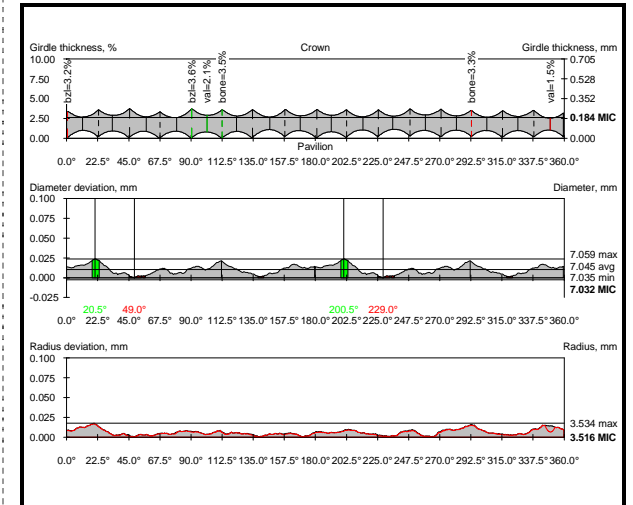 Girdle thickness, % Crown Girdle thickness, mm
10.00 0.705
7.50 0.528
5.00 0.352
2.50 0.184 MIC
0.00 0.000
bzl=3.2% bzl=3.6% val=2.1% bone=3.5% bone=3.3% val=1.5%
Pavilion
0.0° 22.5° 45.0° 67.5° 90.0° 112.5° 135.0° 157.5° 180.0° 202.5° 225.0° 247.5° 270.0° 292.5° 315.0° 337.5° 360.0°
Diameter deviation, mm Diameter, mm
0.100
0.075
0.050
0.025 7.059 max
7.045 avg
0.000 7.035 min
-0.025 7.032 MIC
20.5° 49.0° 200.5° 229.0°
0.0° 22.5° 45.0° 67.5° 90.0° 112.5° 135.0° 157.5° 180.0° 202.5° 225.0° 247.5° 270.0° 292.5° 315.0° 337.5° 360.0°
Radius deviation, mm Radius, mm
0.100
0.075
0.050
0.025 3.534 max
0.000 3.516 MIC
0.0° 22.5° 45.0° 67.5° 90.0° 112.5° 135.0° 157.5° 180.0° 202.5° 225.0° 247.5° 270.0° 292.5° 315.0° 337.5° 360.0°